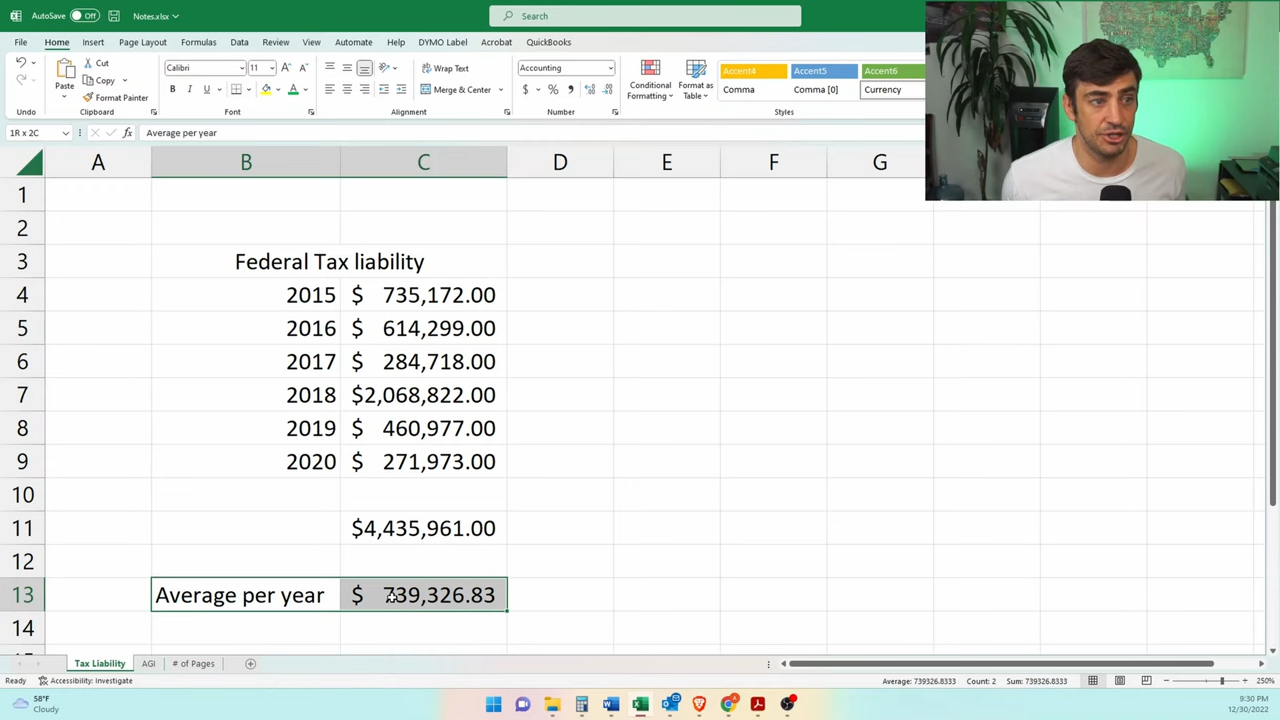 AutoSave Off Notes.xlsx Search
File Home Insert Page Layout Formulas Data Review View Automate Help DYMO Label Acrobat QuickBooks
Paste Cut Copy Format Painter
Calibri 11
Wrap Text
Merge & Center
Accounting
Conditional Formatting Format as Table
Accent4 Accent5 Accent6
Comma Comma [0] Currency
Undo Clipboard Font Alignment Number Styles
1R x 2C fx Average per year
A B C D E F G
1
2
3 Federal Tax liability
4 2015 $ 735,172.00
5 2016 $ 614,299.00
6 2017 $ 284,718.00
7 2018 $2,068,822.00
8 2019 $ 460,977.00
9 2020 $ 271,973.00
10
11 $4,435,961.00
12
13 Average per year $ 739,326.83
14
Tax Liability AGI # of Pages
Ready Accessibility: Investigate Average: 739326.8333 Count: 2 Sum: 739326.8333 250%
58°F
Cloudy
9:30 PM
12/30/2022